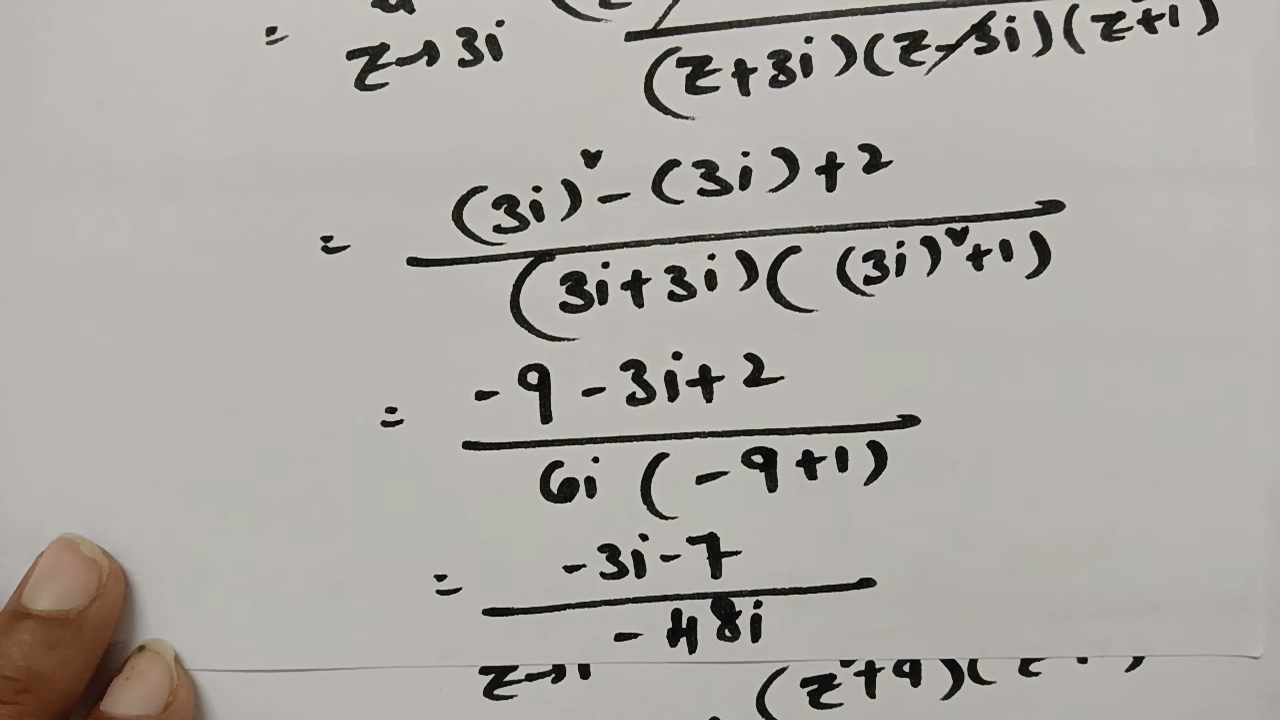 = z→3i (z+3i)(z-3i)(z²+1)
= (3i)² - (3i) + 2
(3i+3i)((3i)²+1)
= -9 - 3i + 2
6i (-9+1)
= -3i - 7
-48i
z→i (z²+9)(